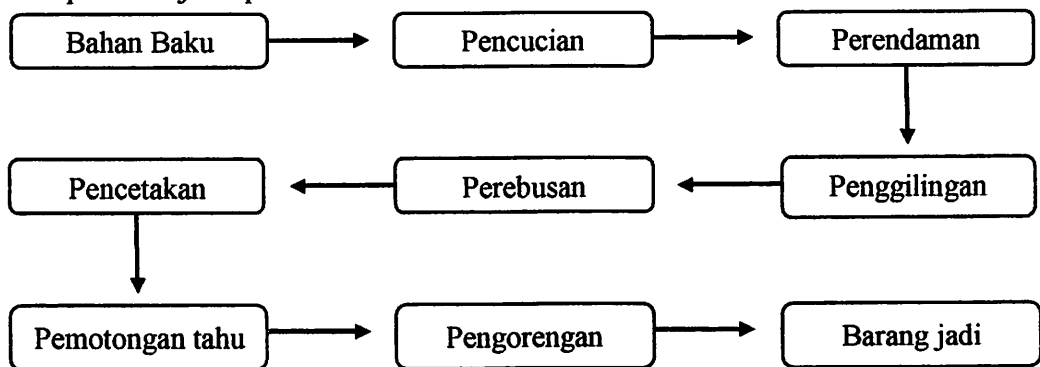 Bahan Baku
Pencucian
Perendaman
Penggilingan
Perebusan
Pencetakan
Pemotongan tahu
Pengorengan
Barang jadi